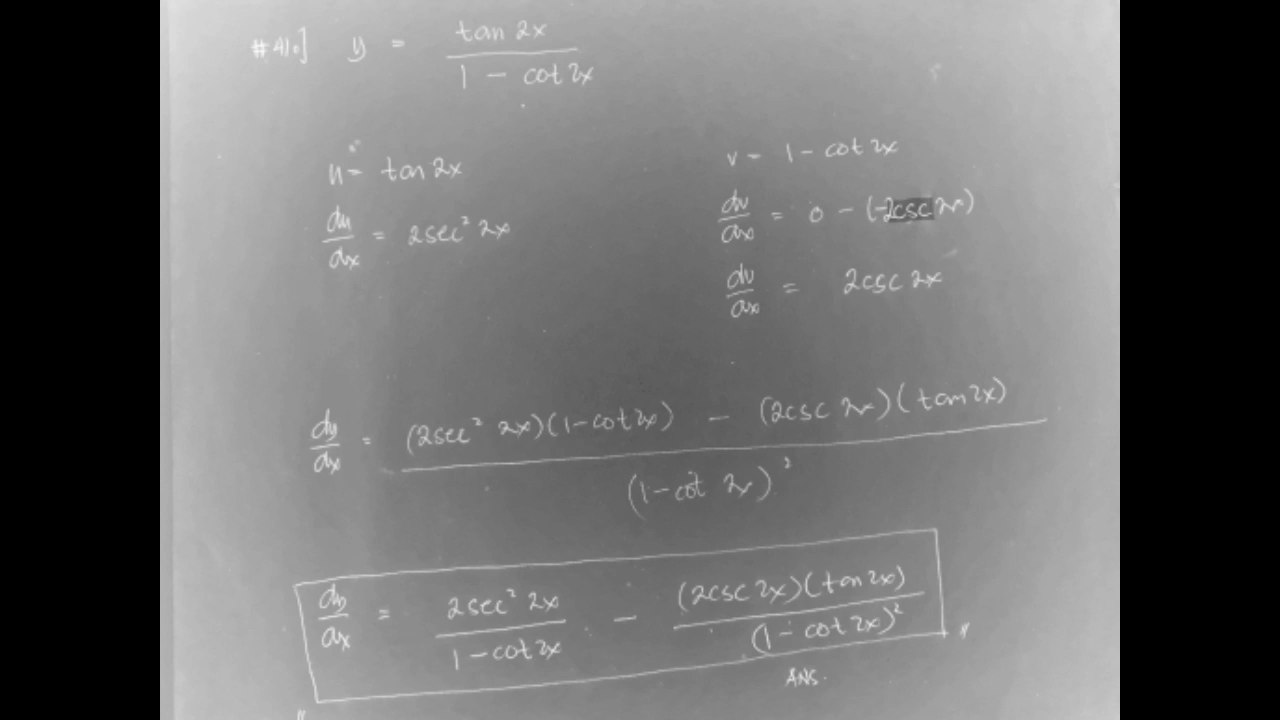 #41.] y = tan 2x / 1 - cot 2x
u = tan 2x
du/dx = 2sec² 2x
v = 1 - cot 2x
dv/dx = 0 - (-2csc 2x)
dv/dx = 2csc 2x
dy/dx = (2sec² 2x)(1-cot 2x) - (2csc 2x)(tan 2x) / (1-cot 2x)²
dy/dx = 2sec² 2x / 1-cot 2x - (2csc 2x)(tan 2x) / (1-cot 2x)²
ANS.